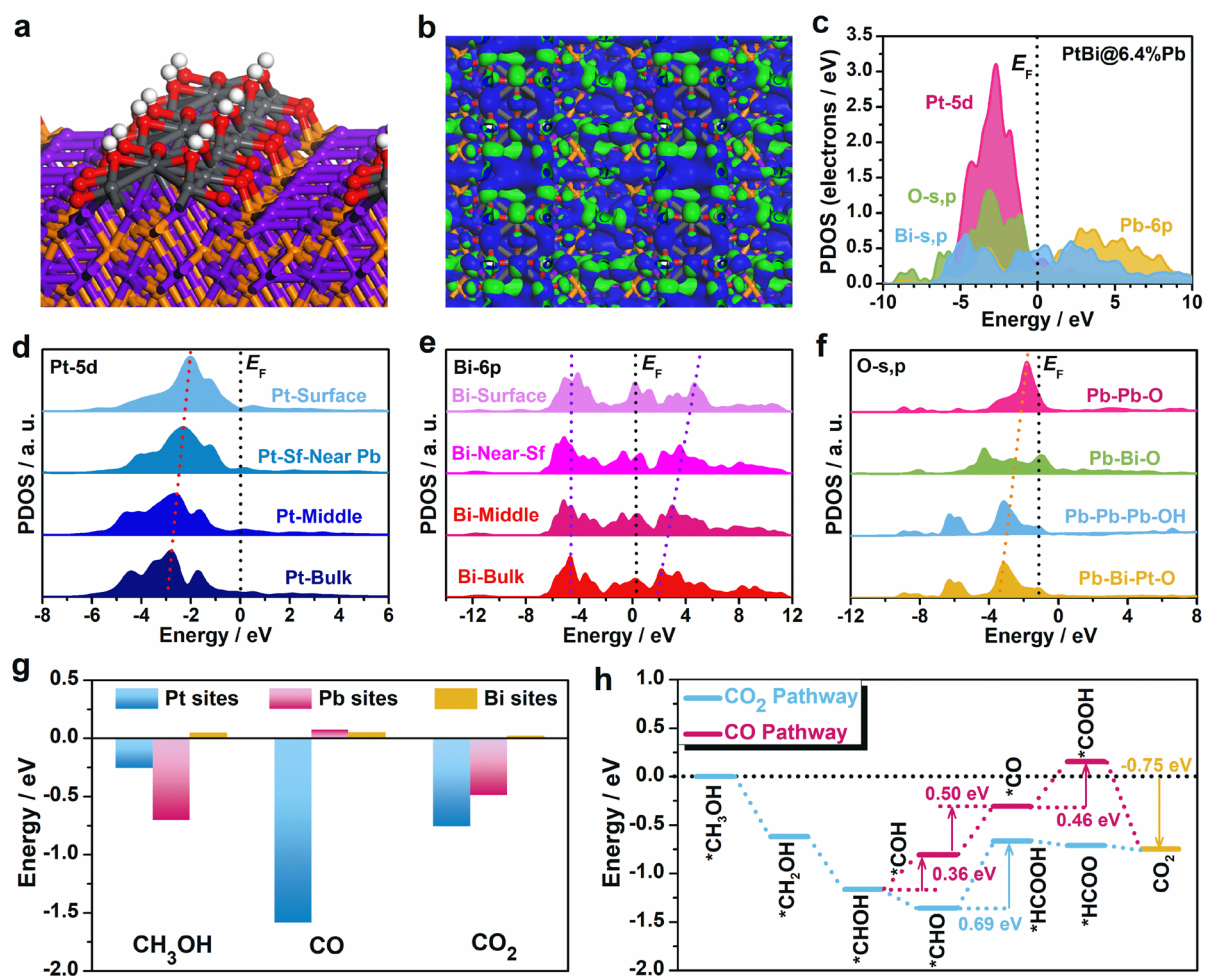 a
b
c
PtBi@6.4%Pb
E_F
Pt-5d
O-s,p
Bi-s,p
Pb-6p
PDOS (electrons / eV)
3.5
3.0
2.5
2.0
1.5
1.0
0.5
0.0
-10 -5 0 5 10
Energy / eV
d
Pt-5d
E_F
Pt-Surface
Pt-Sf-Near Pb
Pt-Middle
Pt-Bulk
PDOS / a. u.
-8 -6 -4 -2 0 2 4 6
Energy / eV
e
Bi-6p
E_F
Bi-Surface
Bi-Near-Sf
Bi-Middle
Bi-Bulk
PDOS / a. u.
-12 -8 -4 0 4 8 12
Energy / eV
f
O-s,p
E_F
Pb-Pb-O
Pb-Bi-O
Pb-Pb-Pb-OH
Pb-Bi-Pt-O
PDOS / a. u.
-12 -8 -4 0 4 8
Energy / eV
g
Pt sites Pb sites Bi sites
Energy / eV
0.5
0.0
-0.5
-1.0
-1.5
-2.0
CH₃OH CO CO₂
h
CO₂ Pathway
CO Pathway
Energy / eV
1.0
0.5
0.0
-0.5
-1.0
-1.5
-2.0
*CH₃OH
*CH₂OH
*CHOH
*COH
*CHO
*CO
*HCOOH
*COOH
*HCOO
CO₂
0.36 eV
0.50 eV
0.46 eV
0.69 eV
-0.75 eV